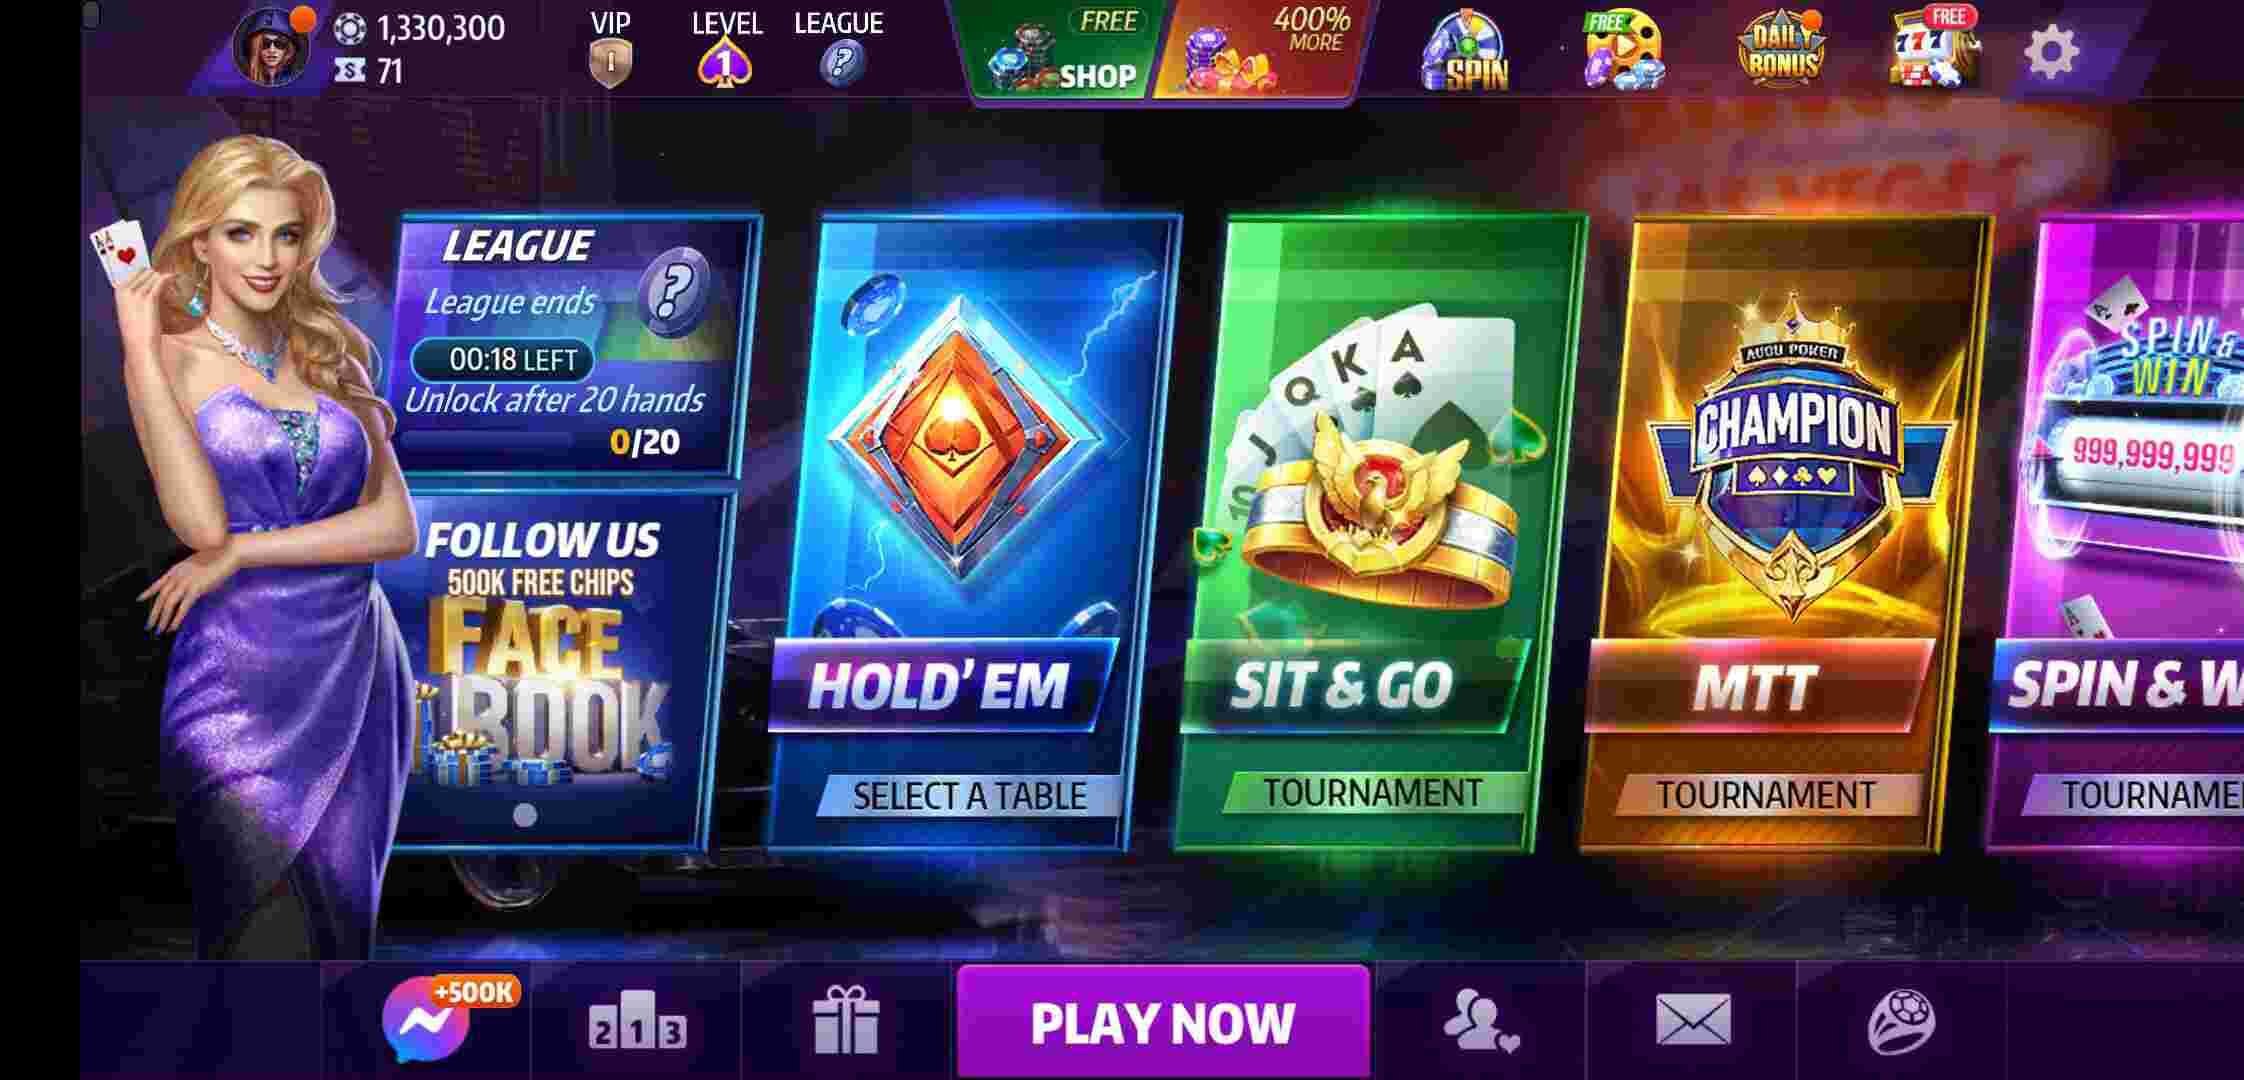 1,330,300
S 71
VIP
1
LEVEL
1
LEAGUE
?
FREE
SHOP
400%
MORE
SPIN
FREE
DAILY
BONUS
FREE
777
LEAGUE
League ends
?
00:18 LEFT
Unlock after 20 hands
0/20
FOLLOW US
500K FREE CHIPS
FACE
BOOK
HOLD'EM
SELECT A TABLE
10 J Q K A
SIT & GO
TOURNAMENT
POKER
CHAMPION
MTT
TOURNAMENT
SPIN &
WIN
999,999,999
SPIN & W
TOURNAME
+500K
2 1 3
PLAY NOW